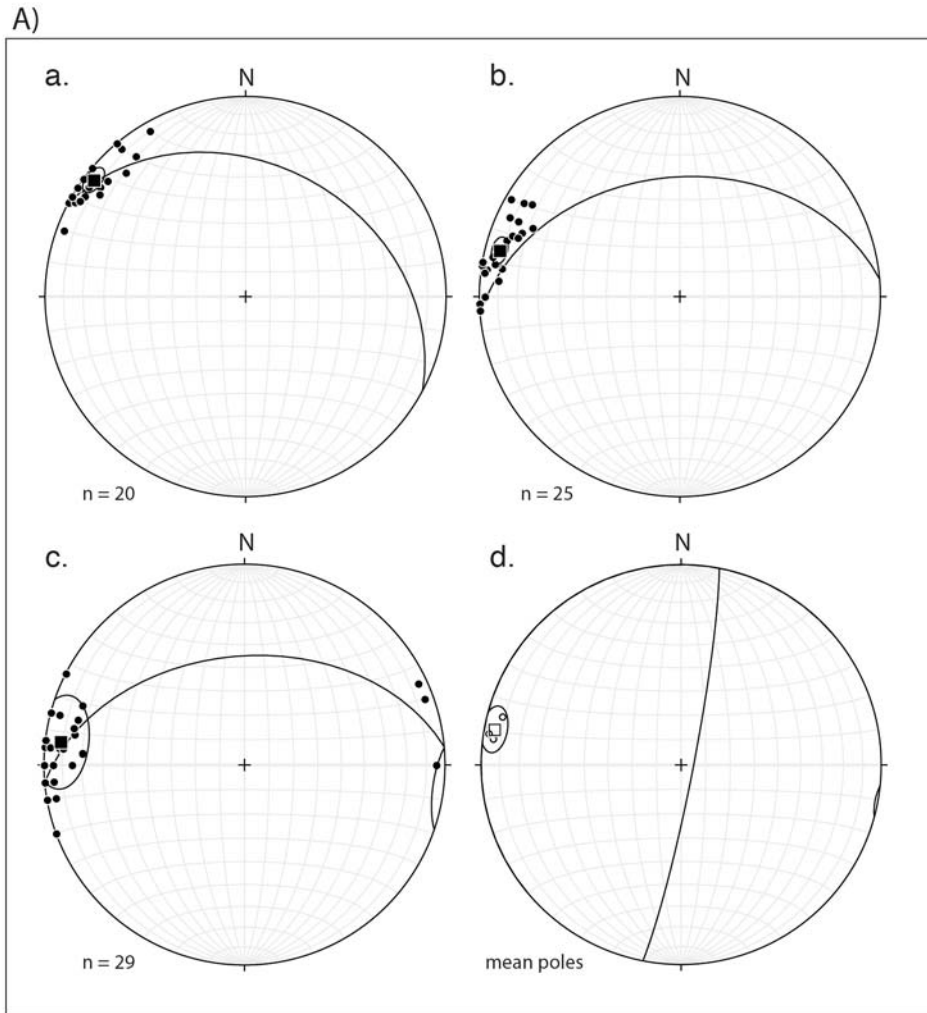 A)
a.
N
n = 20
b.
N
n = 25
c.
N
n = 29
d.
N
mean poles